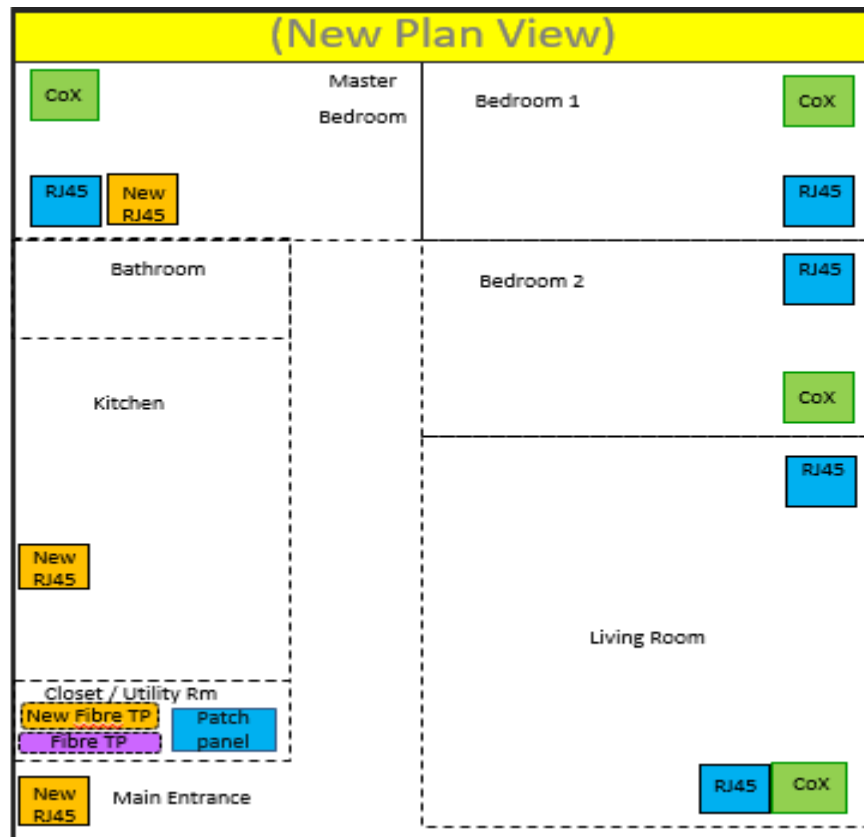 (New Plan View)
CoX
Master
Bedroom
Bedroom 1
CoX
RJ45
New
RJ45
RJ45
Bathroom
Bedroom 2
RJ45
Kitchen
CoX
RJ45
New
RJ45
Living Room
Closet / Utility Rm
New Fibre TP
Patch
panel
Fibre TP
New
RJ45
Main Entrance
RJ45
CoX